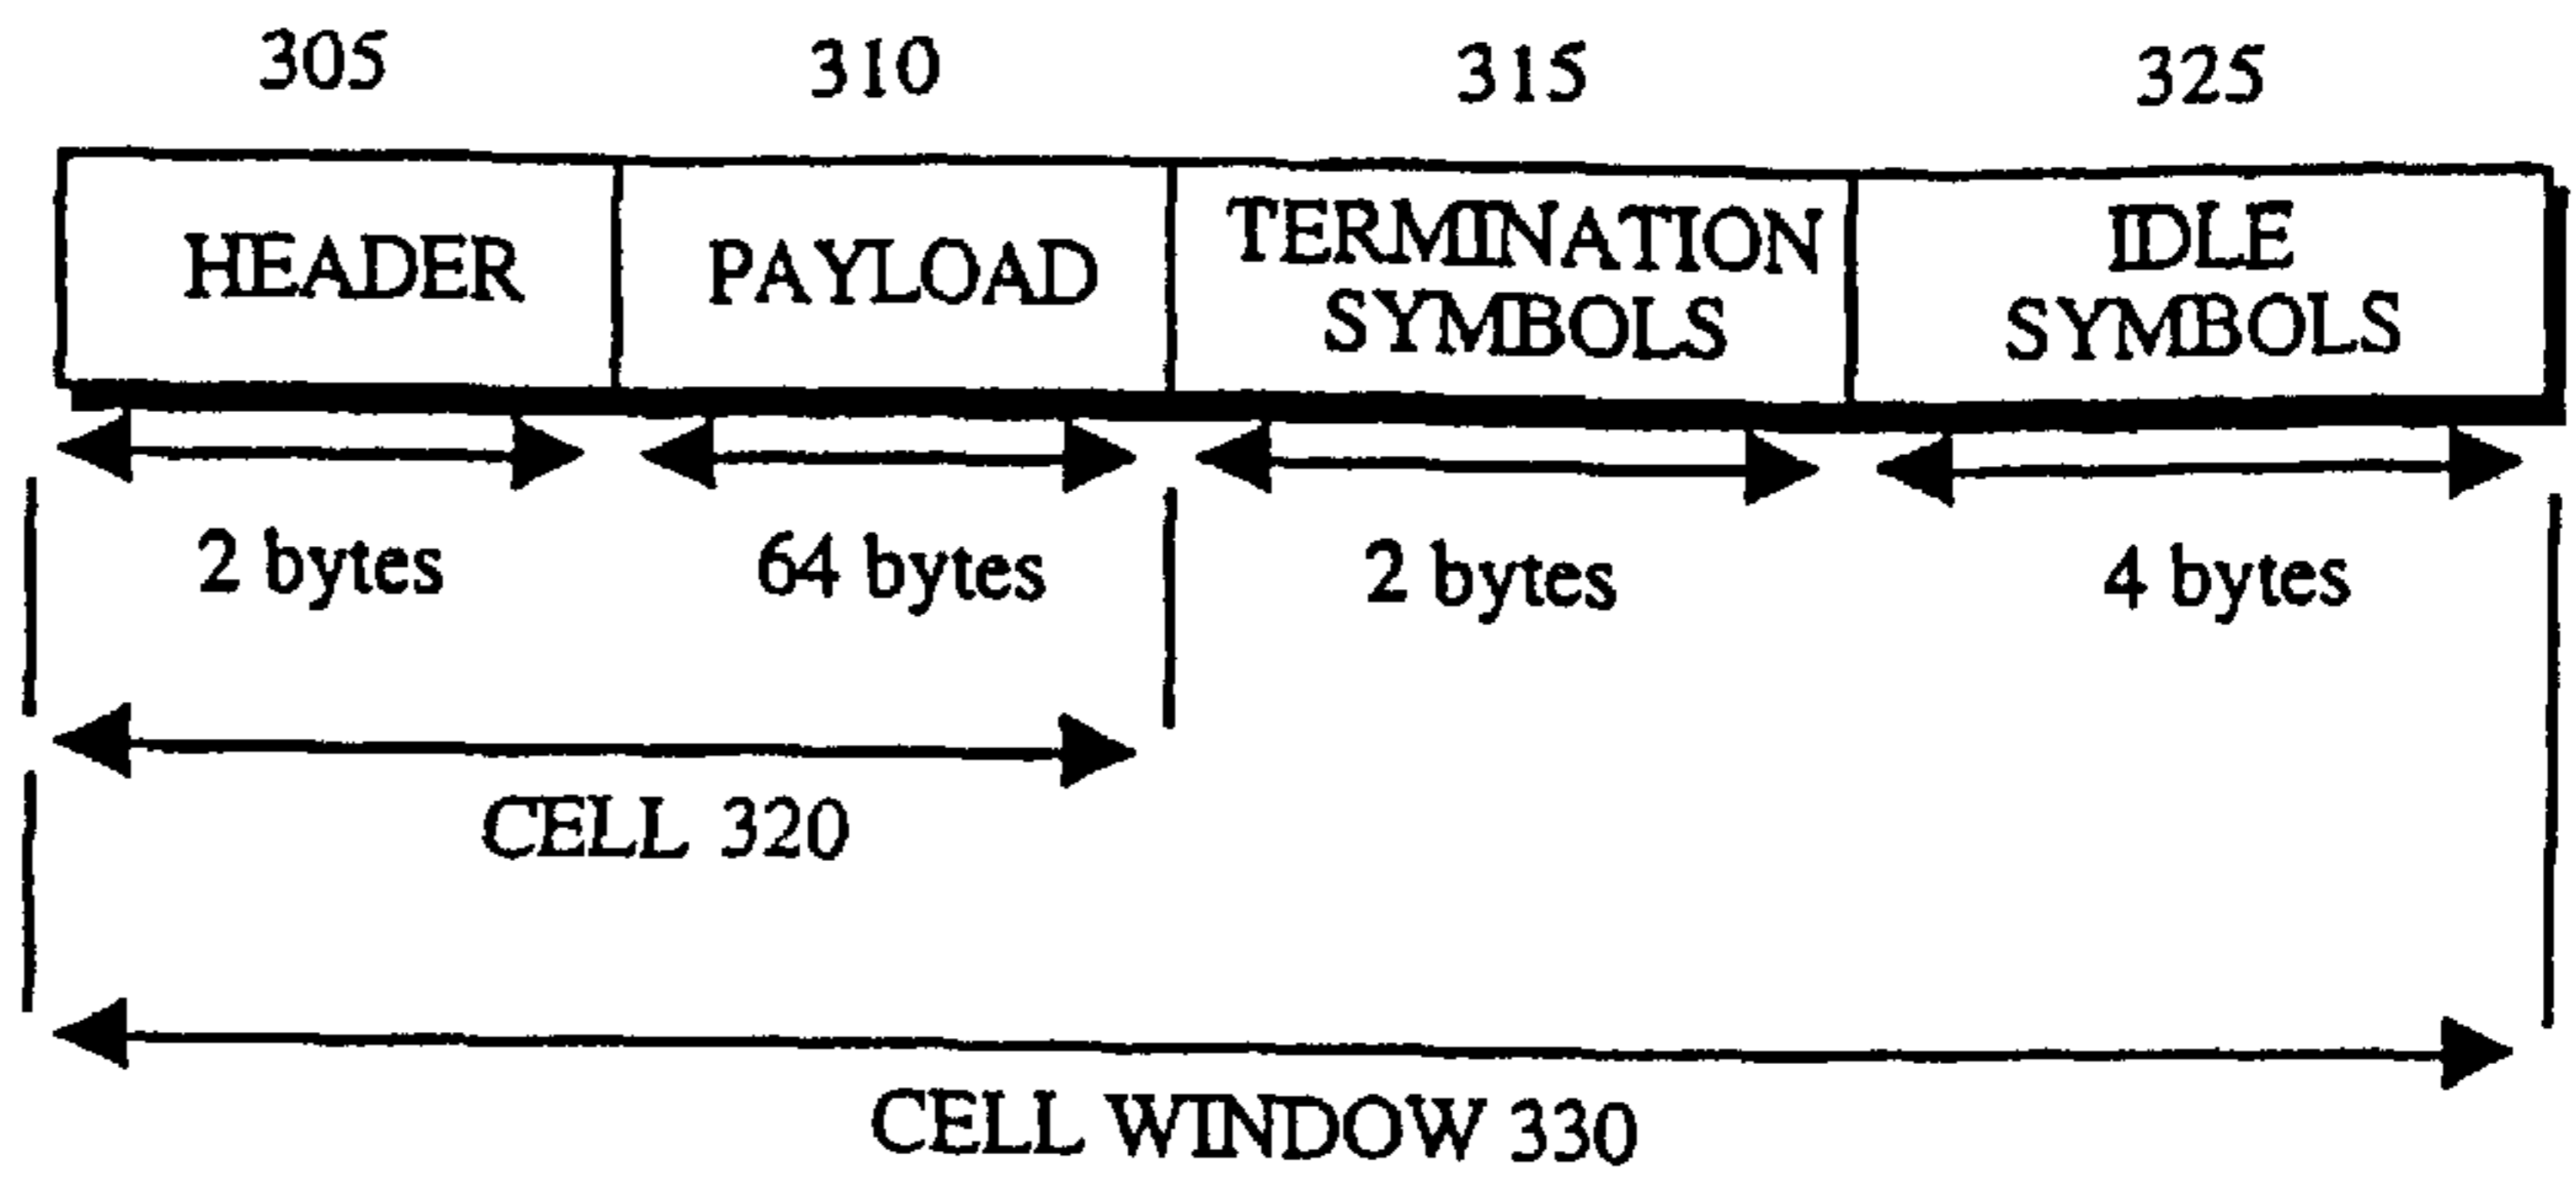 305 310 315 325
HEADER PAYLOAD TERMINATION SYMBOLS IDLE SYMBOLS
2 bytes 64 bytes 2 bytes 4 bytes
CELL 320
CELL WINDOW 330